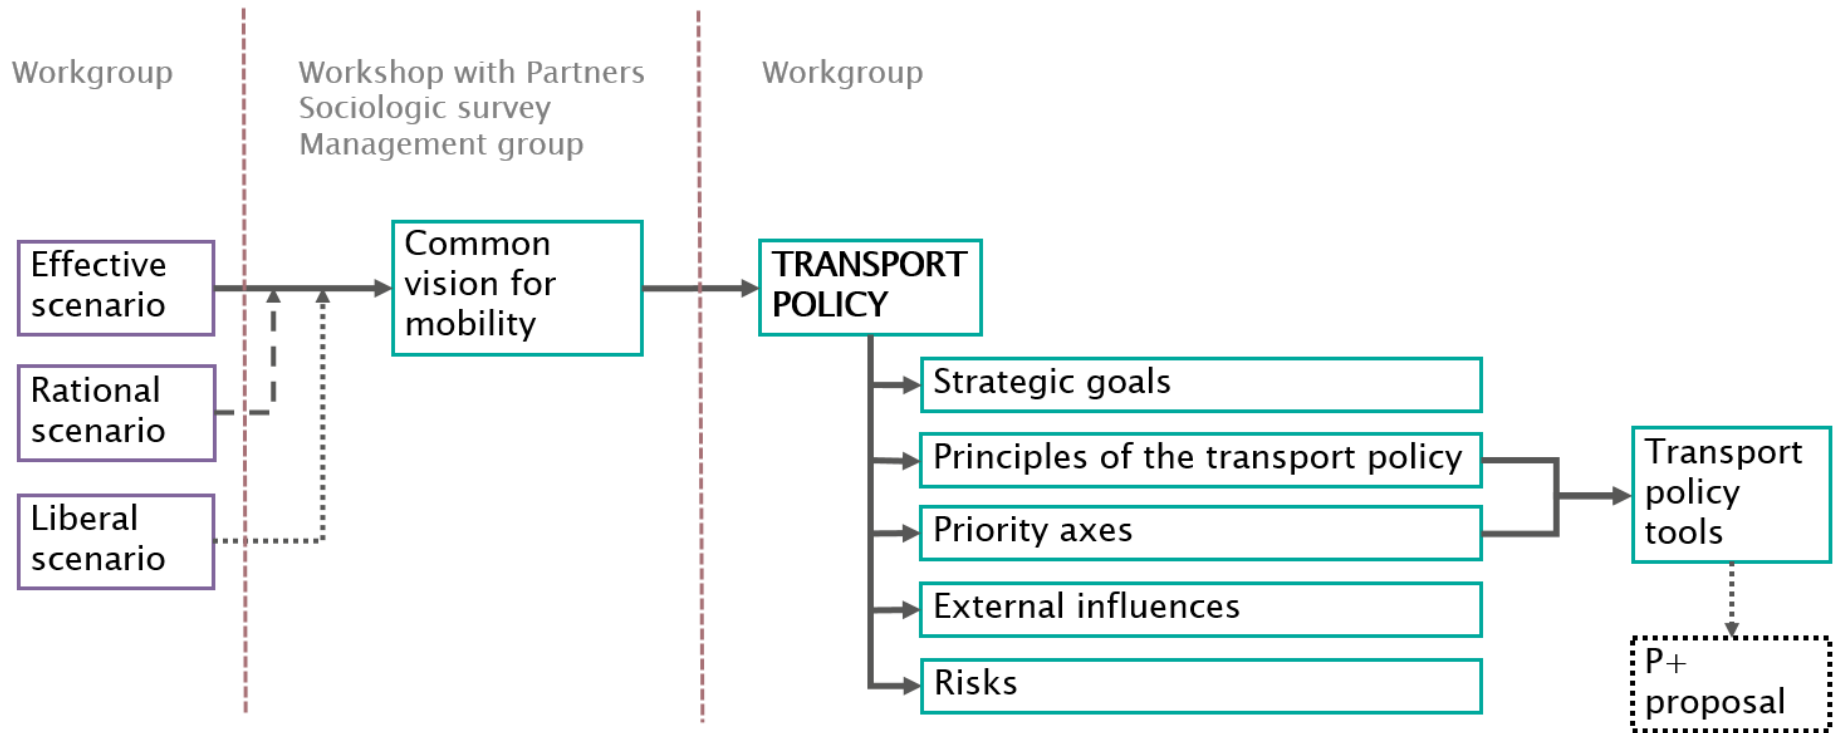 Workgroup
Workshop with Partners
Sociologic survey
Management group
Workgroup
Effective
scenario
Rational
scenario
Liberal
scenario
Common
vision for
mobility
TRANSPORT
POLICY
Strategic goals
Principles of the transport policy
Priority axes
External influences
Risks
Transport
policy
tools
P+
proposal